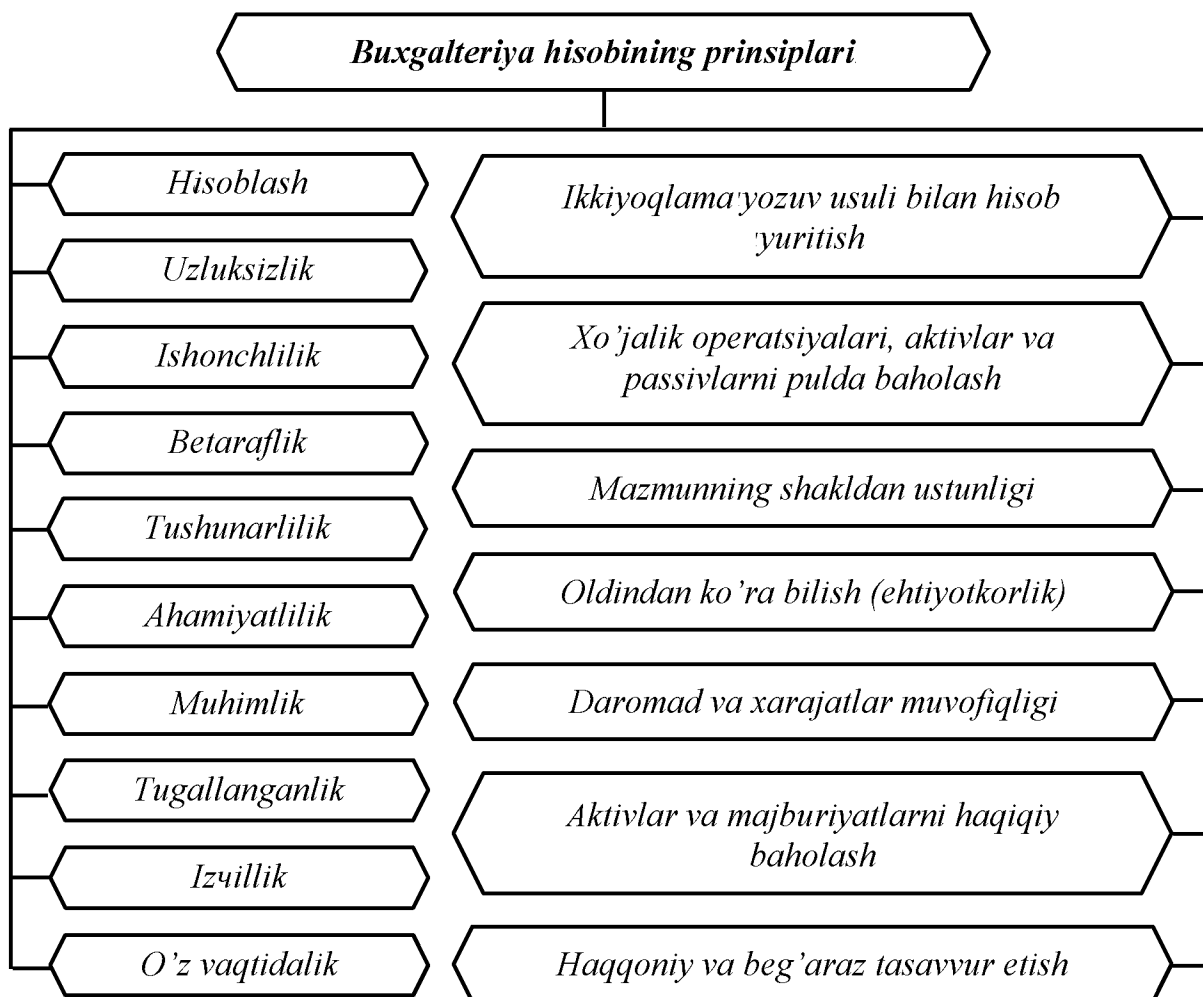 Buxgalteriya hisobining prinsiplari
Hisoblash
Uzluksizlik
Ishonchlilik
Betaraflik
Tushunarlilik
Ahamiyatlilik
Muhimlik
Tugallanganlik
Izчillik
O’z vaqtidalik
Ikkiyoqlama yozuv usuli bilan hisob
yuritish
Xo’jalik operatsiyalari, aktivlar va
passivlarni pulda baholash
Mazmunning shakldan ustunligi
Oldindan ko’ra bilish (ehtiyotkorlik)
Daromad va xarajatlar muvofiqligi
Aktivlar va majburiyatlarni haqiqiy
baholash
Haqqoniy va beg’araz tasavvur etish